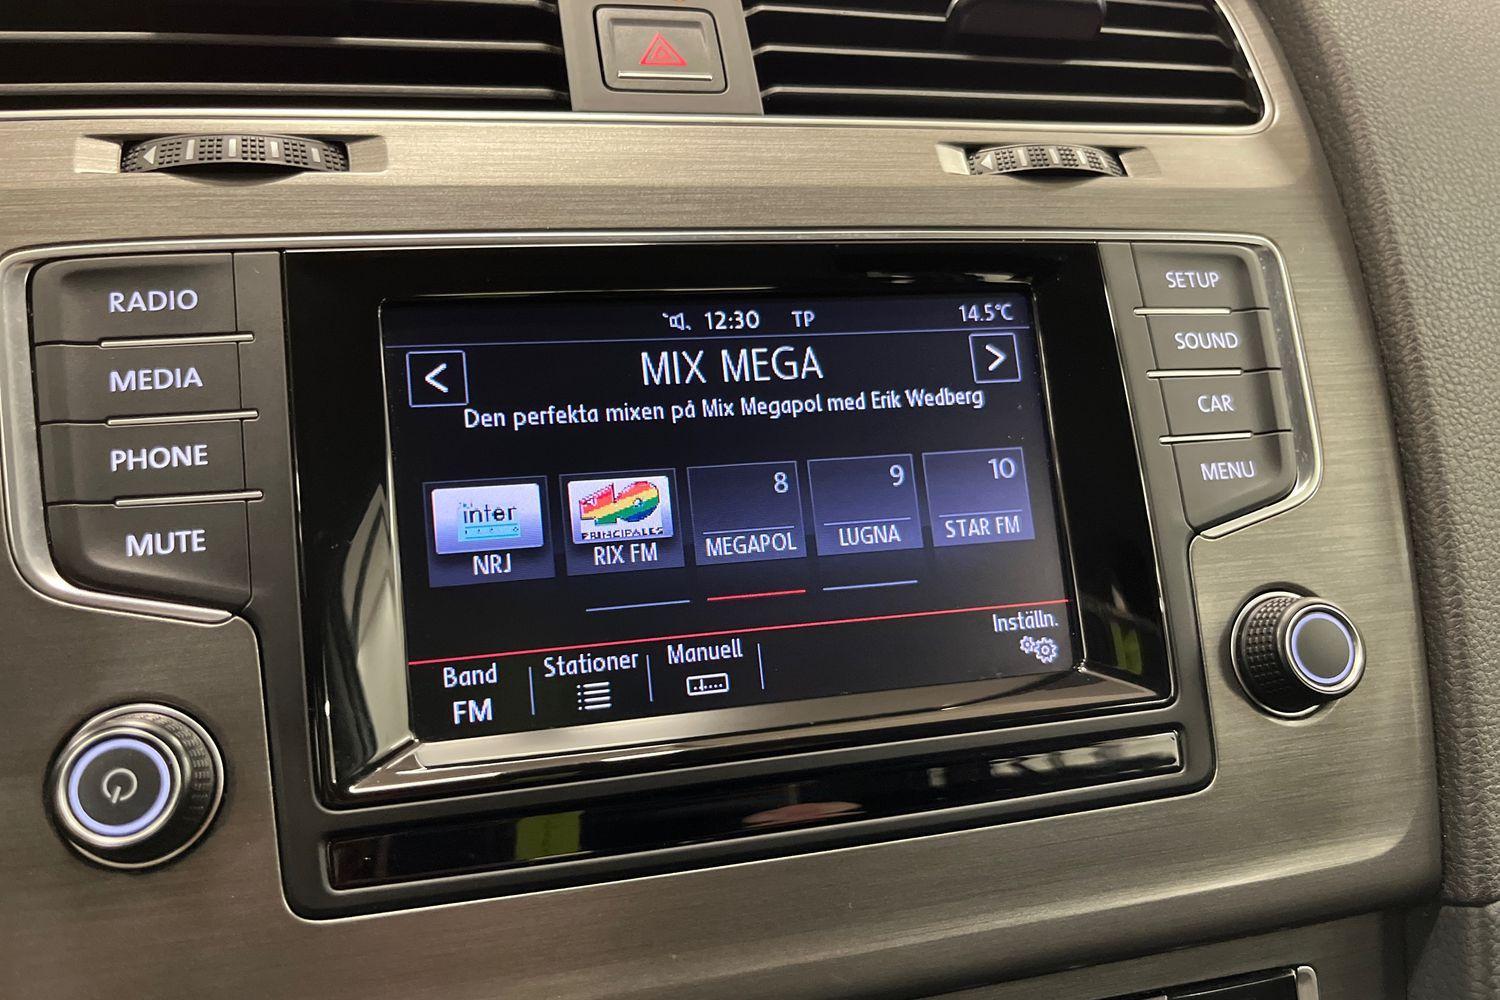 RADIO
MEDIA
PHONE
MUTE
SETUP
SOUND
CAR
MENU
12:30 TP 14.5°C
< MIX MEGA >
Den perfekta mixen på Mix Megapol med Erik Wedberg
inter
NRJ
40
PRINCIPALES
RIX FM
8
MEGAPOL
9
LUGNA
10
STAR FM
Band
FM
Stationer
Manuell
Inställn.